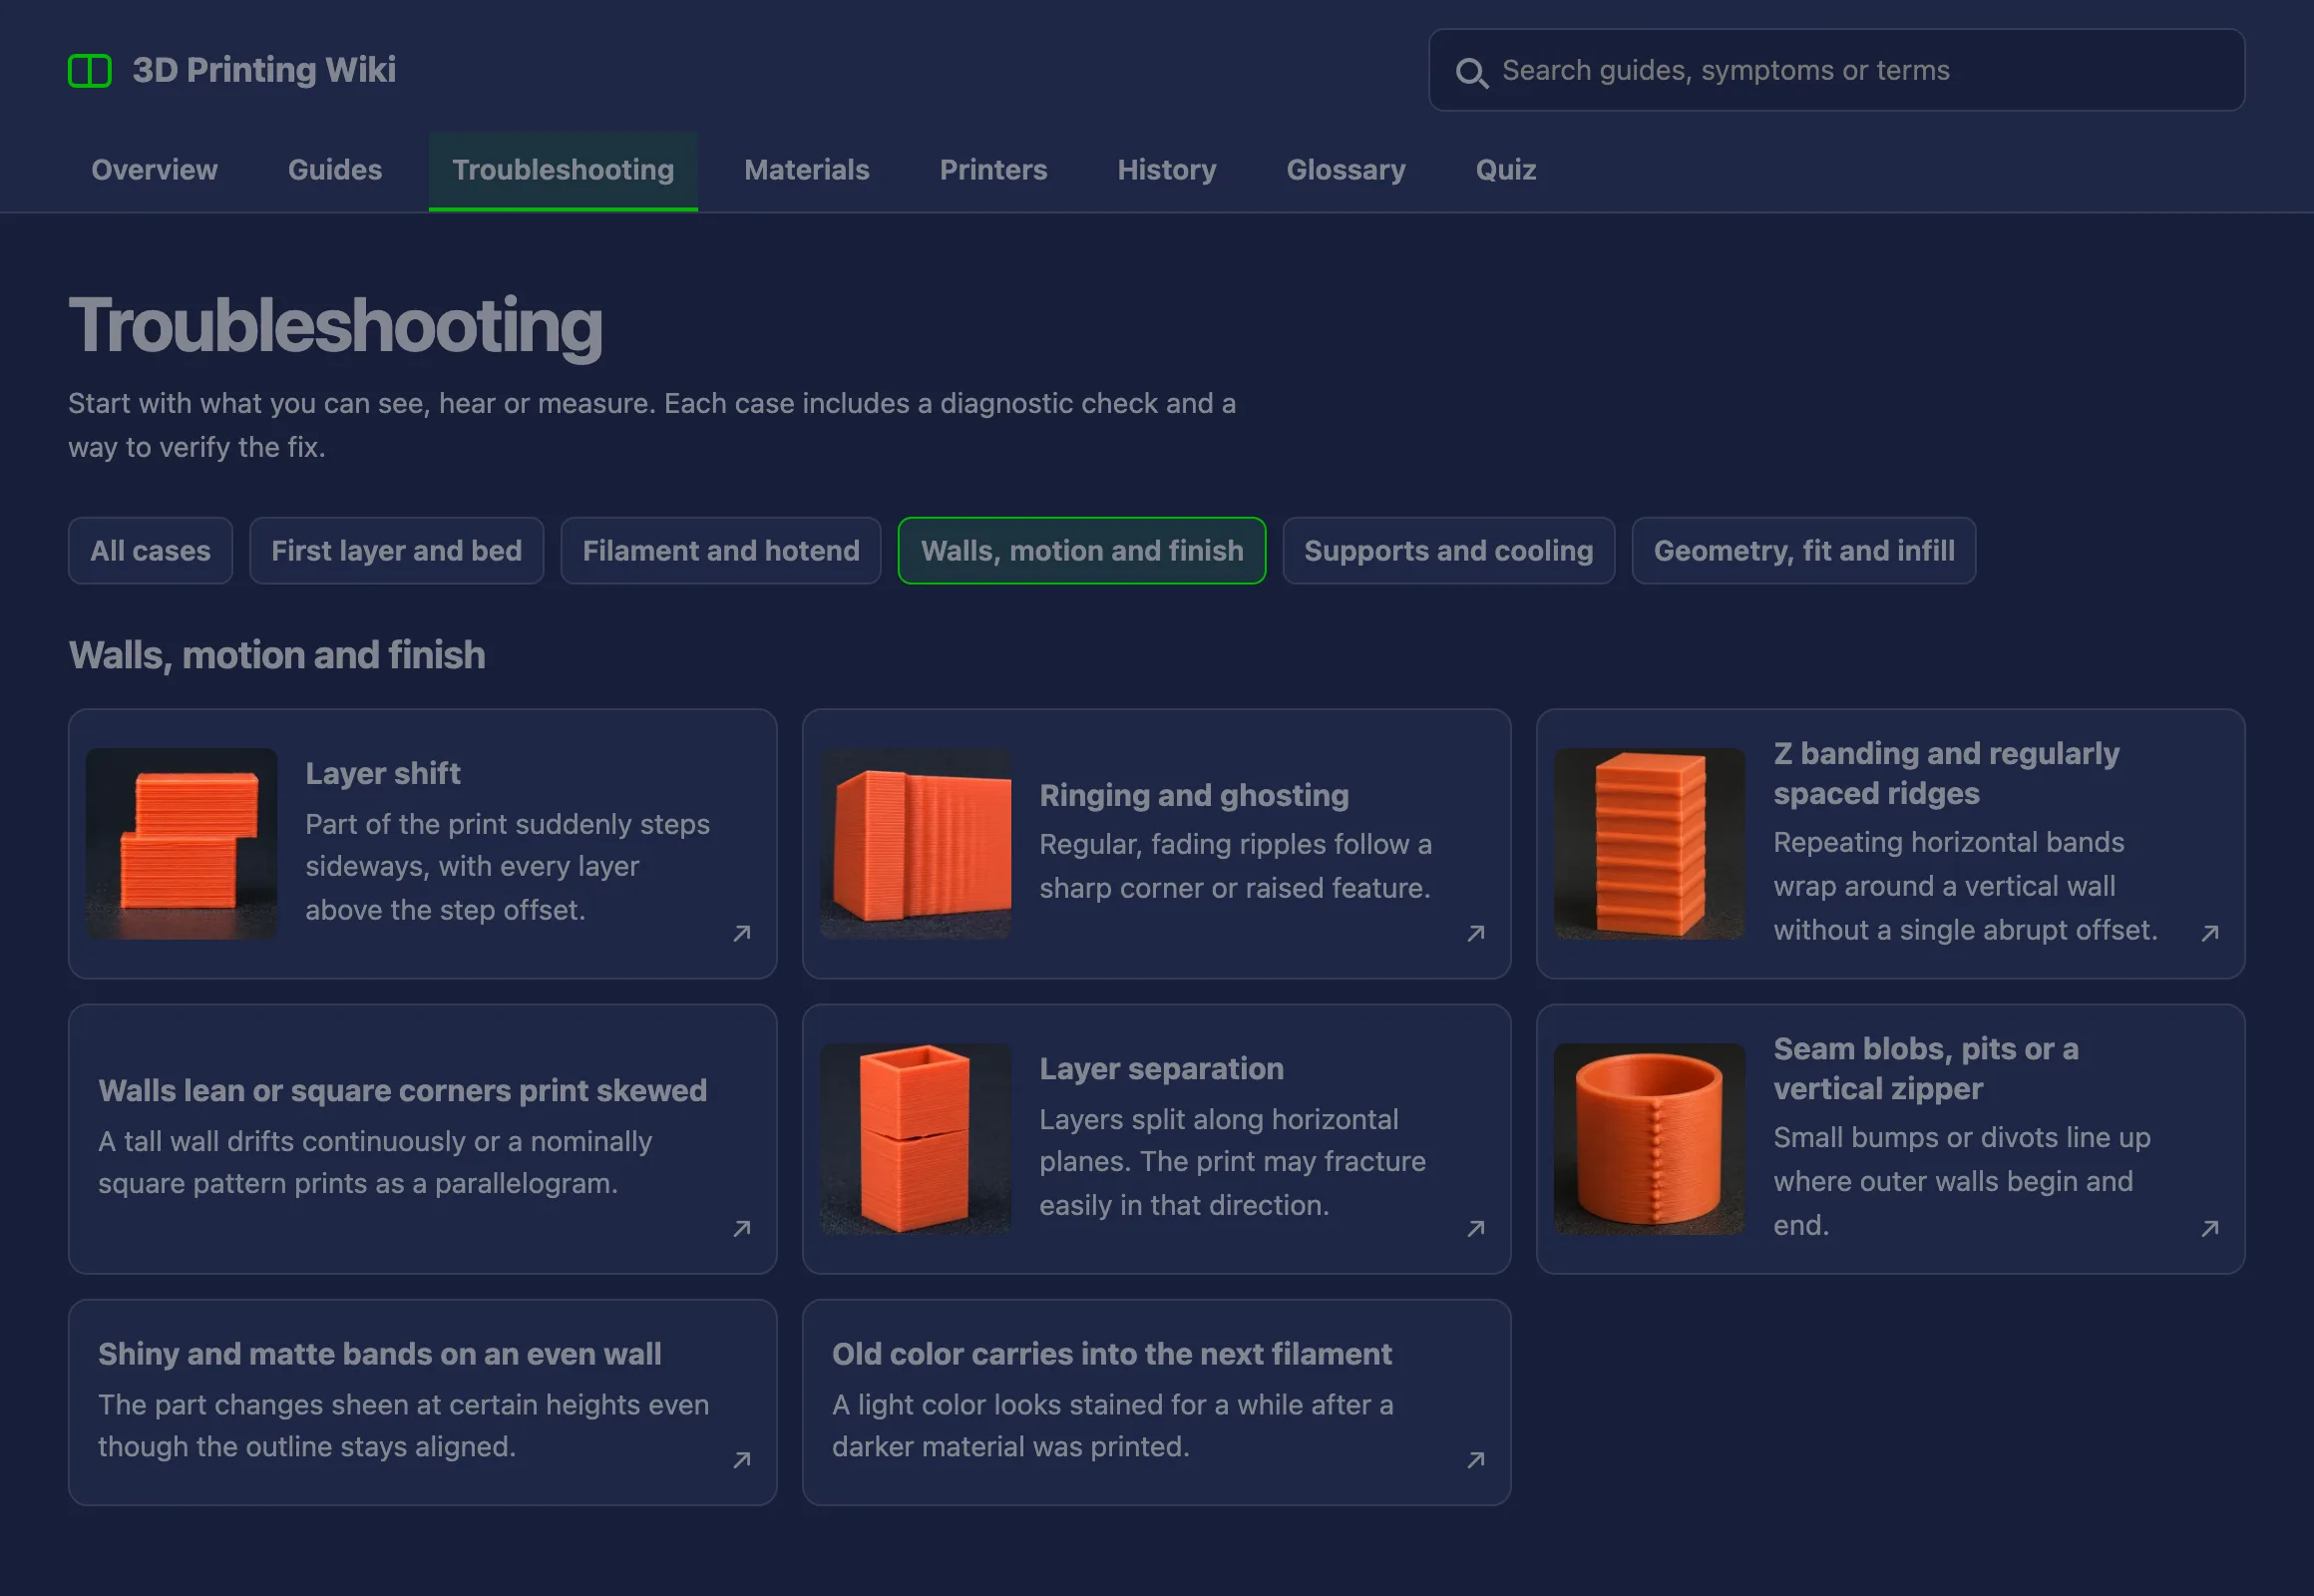 3D Printing Wiki
Search guides, symptoms or terms
Overview
Guides
Troubleshooting
Materials
Printers
History
Glossary
Quiz
Troubleshooting
Start with what you can see, hear or measure. Each case includes a diagnostic check and a
way to verify the fix.
All cases
First layer and bed
Filament and hotend
Walls, motion and finish
Supports and cooling
Geometry, fit and infill
Walls, motion and finish
Layer shift
Part of the print suddenly steps
sideways, with every layer
above the step offset.
Ringing and ghosting
Regular, fading ripples follow a
sharp corner or raised feature.
Z banding and regularly
spaced ridges
Repeating horizontal bands
wrap around a vertical wall
without a single abrupt offset.
Walls lean or square corners print skewed
A tall wall drifts continuously or a nominally
square pattern prints as a parallelogram.
Layer separation
Layers split along horizontal
planes. The print may fracture
easily in that direction.
Seam blobs, pits or a
vertical zipper
Small bumps or divots line up
where outer walls begin and
end.
Shiny and matte bands on an even wall
The part changes sheen at certain heights even
though the outline stays aligned.
Old color carries into the next filament
A light color looks stained for a while after a
darker material was printed.